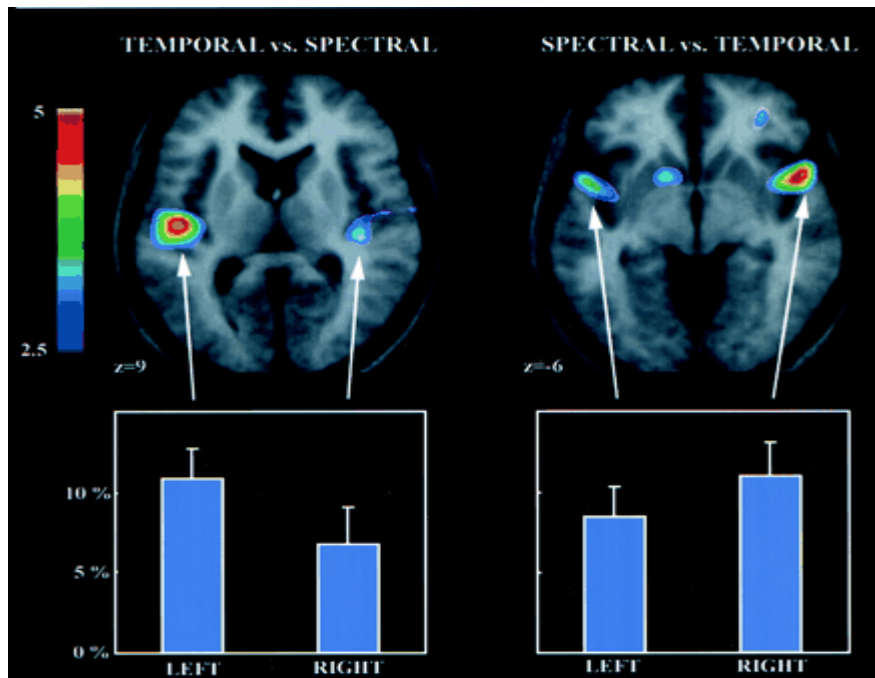 TEMPORAL vs. SPECTRAL
SPECTRAL vs. TEMPORAL
5
2.5
z=9
z=-6
10 %
5 %
0 %
LEFT
RIGHT
LEFT
RIGHT